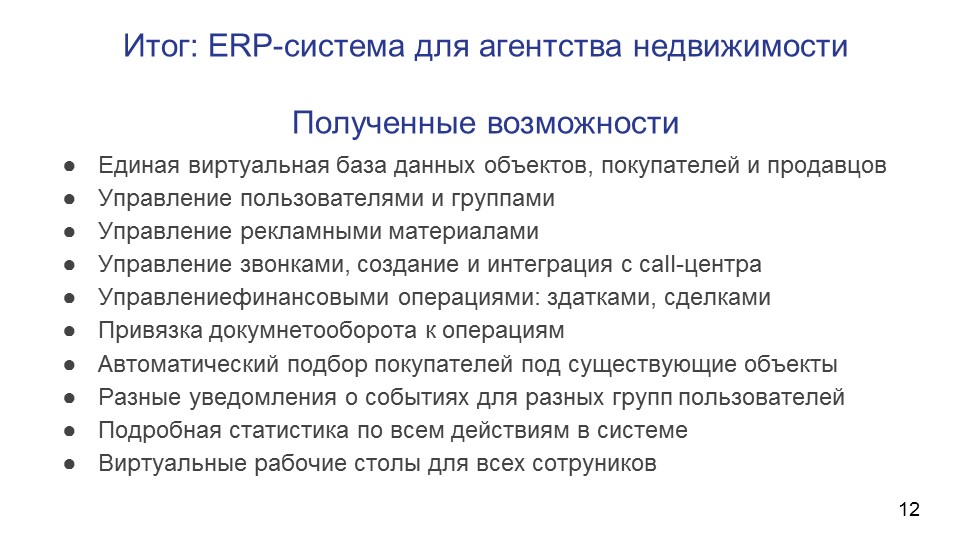 Итог: ERP-система для агентства недвижимости
Полученные возможности
● Единая виртуальная база данных объектов, покупателей и продавцов
● Управление пользователями и группами
● Управление рекламными материалами
● Управление звонками, создание и интеграция с call-центра
● Управлениефинансовыми операциями: здатками, сделками
● Привязка докумнетооборота к операциям
● Автоматический подбор покупателей под существующие объекты
● Разные уведомления о событиях для разных групп пользователей
● Подробная статистика по всем действиям в системе
● Виртуальные рабочие столы для всех сотруников
12